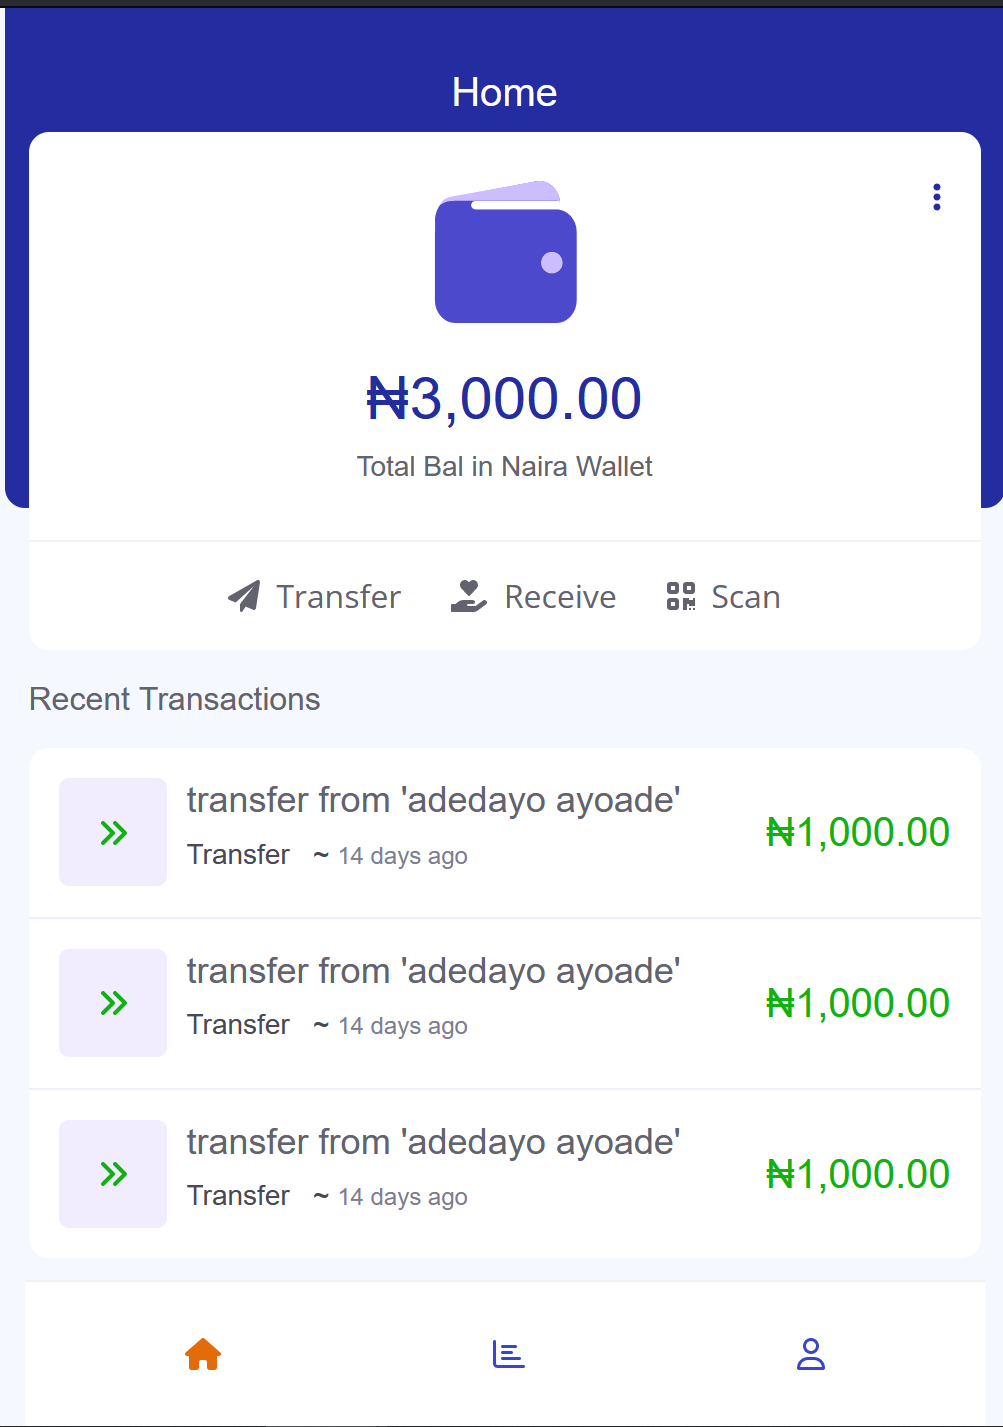 Home
₦3,000.00
Total Bal in Naira Wallet
Transfer Receive Scan
Recent Transactions
transfer from 'adedayo ayoade'
₦1,000.00
Transfer ~ 14 days ago
transfer from 'adedayo ayoade'
₦1,000.00
Transfer ~ 14 days ago
transfer from 'adedayo ayoade'
₦1,000.00
Transfer ~ 14 days ago